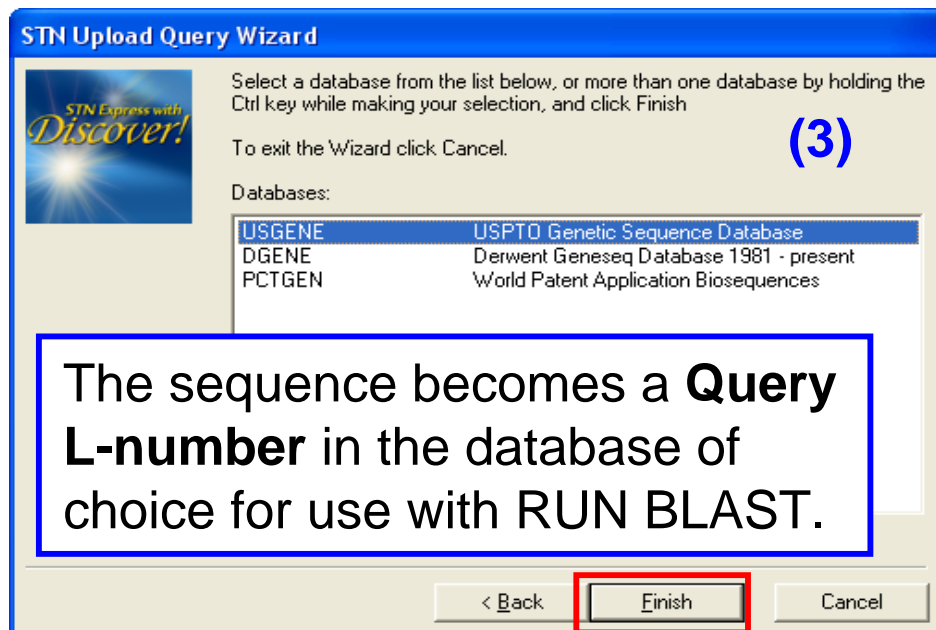 STN Upload Query Wizard
STN Express with
Discover!
Select a database from the list below, or more than one database by holding the
Ctrl key while making your selection, and click Finish
(3)
To exit the Wizard click Cancel.
Databases:
USGENE USPTO Genetic Sequence Database
DGENE Derwent Geneseq Database 1981 - present
PCTGEN World Patent Application Biosequences
The sequence becomes a Query
L-number in the database of
choice for use with RUN BLAST.
< Back Finish Cancel